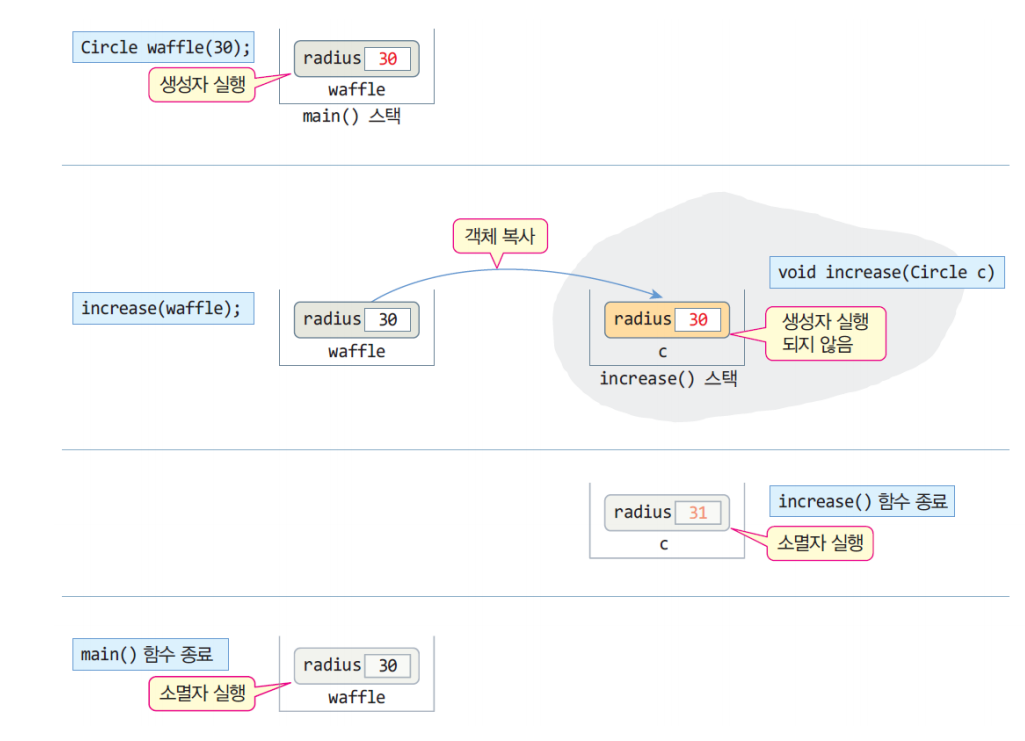 Circle waffle(30);
radius 30
생성자 실행
waffle
main() 스택
객체 복사
void increase(Circle c)
increase(waffle);
radius 30
waffle
radius 30
생성자 실행
되지 않음
c
increase() 스택
radius 31
increase() 함수 종료
c
소멸자 실행
main() 함수 종료
radius 30
소멸자 실행
waffle